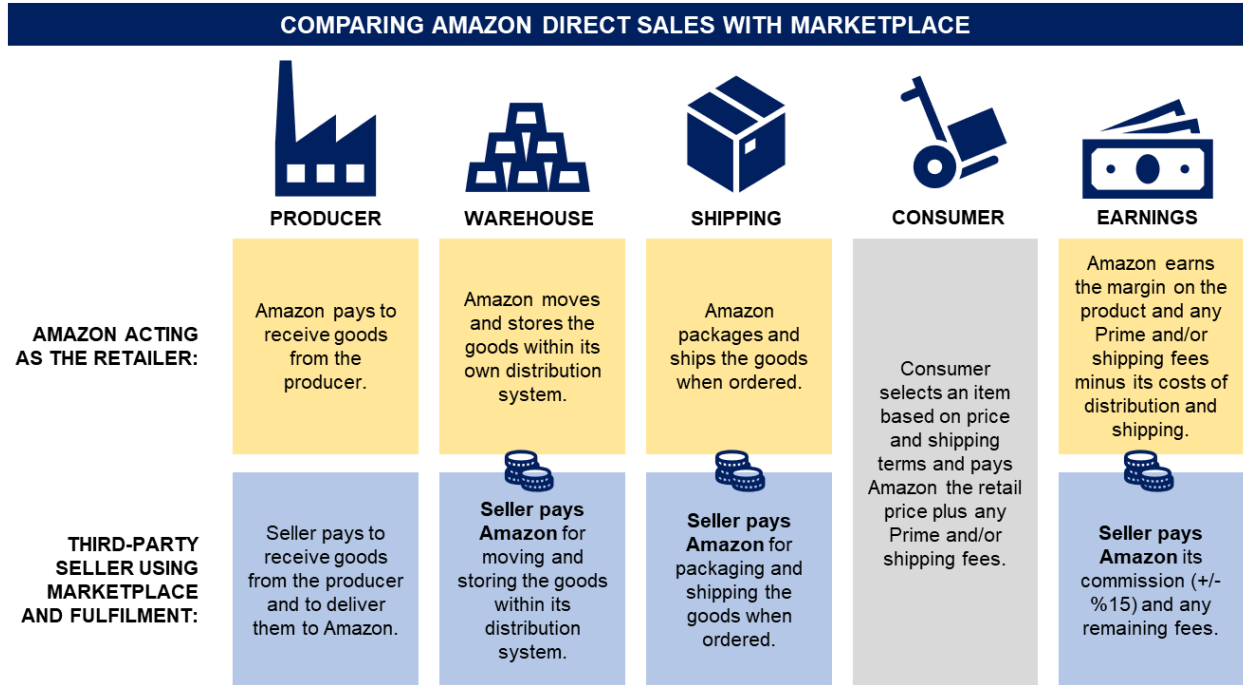 COMPARING AMAZON DIRECT SALES WITH MARKETPLACE
PRODUCER
WAREHOUSE
SHIPPING
CONSUMER
EARNINGS
AMAZON ACTING
AS THE RETAILER:
Amazon pays to
receive goods
from the
producer.
Amazon moves
and stores the
goods within its
own distribution
system.
Amazon
packages and
ships the goods
when ordered.
Consumer
selects an item
based on price
and shipping
terms and pays
Amazon the retail
price plus any
Prime and/or
shipping fees.
Amazon earns
the margin on the
product and any
Prime and/or
shipping fees
minus its costs of
distribution and
shipping.
THIRD-PARTY
SELLER USING
MARKETPLACE
AND FULFILMENT:
Seller pays to
receive goods
from the producer
and to deliver
them to Amazon.
Seller pays
Amazon for
moving and
storing the goods
within its
distribution
system.
Seller pays
Amazon for
packaging and
shipping the
goods when
ordered.
Seller pays
Amazon its
commission (+/-
%15) and any
remaining fees.